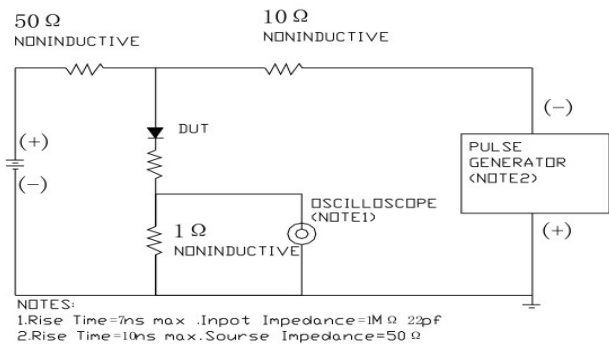 50 Ω
NONINDUCTIVE
10 Ω
NONINDUCTIVE
(+)
(-)
DUT
1 Ω
NONINDUCTIVE
OSCILLOSCOPE
(NOTE1)
(-)
PULSE
GENERATOR
(NOTE2)
(+)
NOTES:
1.Rise Time=7ns max .Inpot Impedance=1M Ω 22pf
2.Rise Time=10ns max.Sourse Impedance=50 Ω